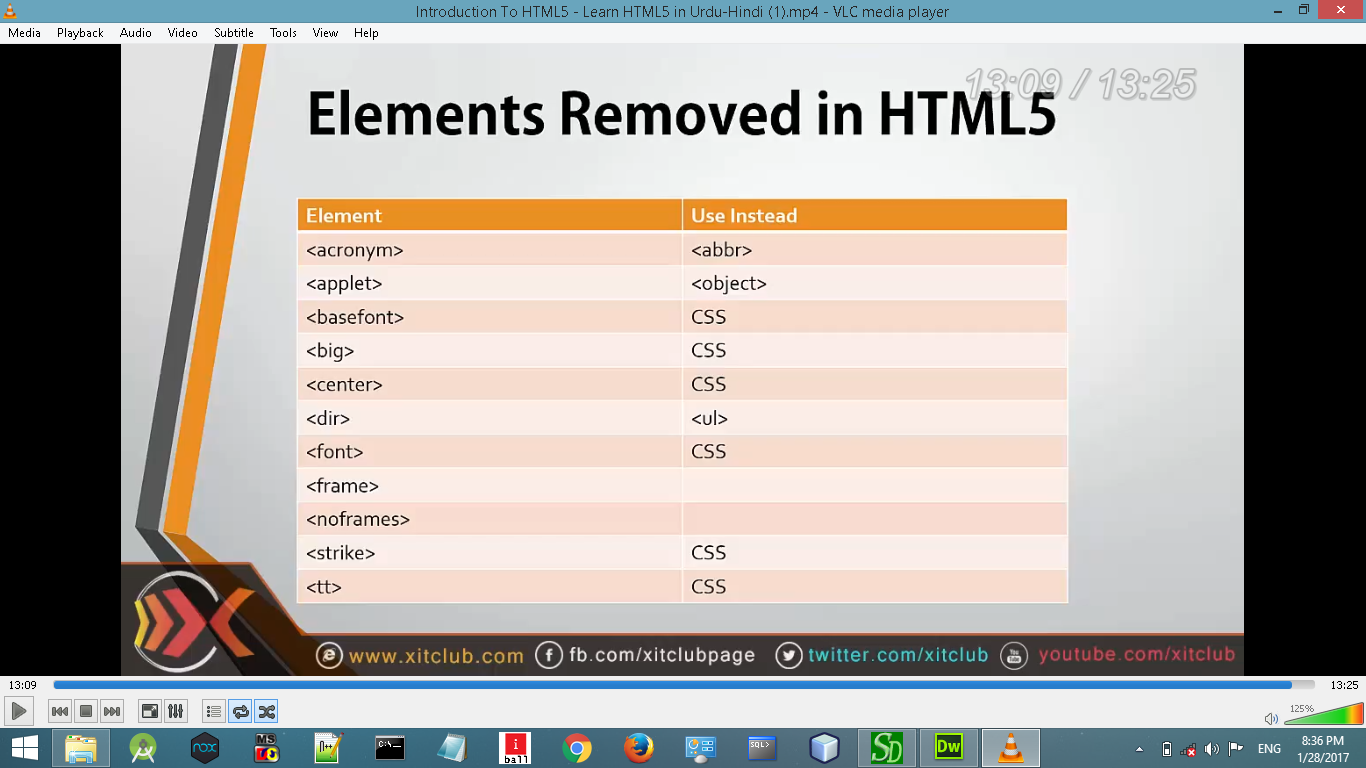 Introduction To HTML5 - Learn HTML5 in Urdu-Hindi (1).mp4 - VLC media player
Media Playback Audio Video Subtitle Tools View Help
13:09 / 13:25
Elements Removed in HTML5
Element Use Instead
<acronym> <abbr>
<applet> <object>
<basefont> CSS
<big> CSS
<center> CSS
<dir> <ul>
<font> CSS
<frame>
<noframes>
<strike> CSS
<tt> CSS
www.xitclub.com fb.com/xitclubpage twitter.com/xitclub You Tube youtube.com/xitclub
13:09 13:25
125%
nox MS SD i ball SQL> SD Dw ENG 8:36 PM
1/28/2017